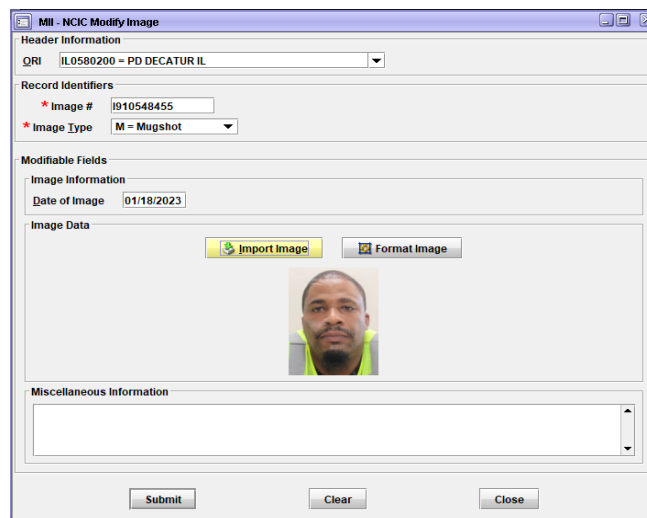 MII - NCIC Modify Image
Header Information
ORI IL0580200 = PD DECATUR IL
Record Identifiers
* Image # I910548455
* Image Type M = Mugshot
Modifiable Fields
Image Information
Date of Image 01/18/2023
Image Data
Import Image Format Image
Miscellaneous Information
Submit Clear Close